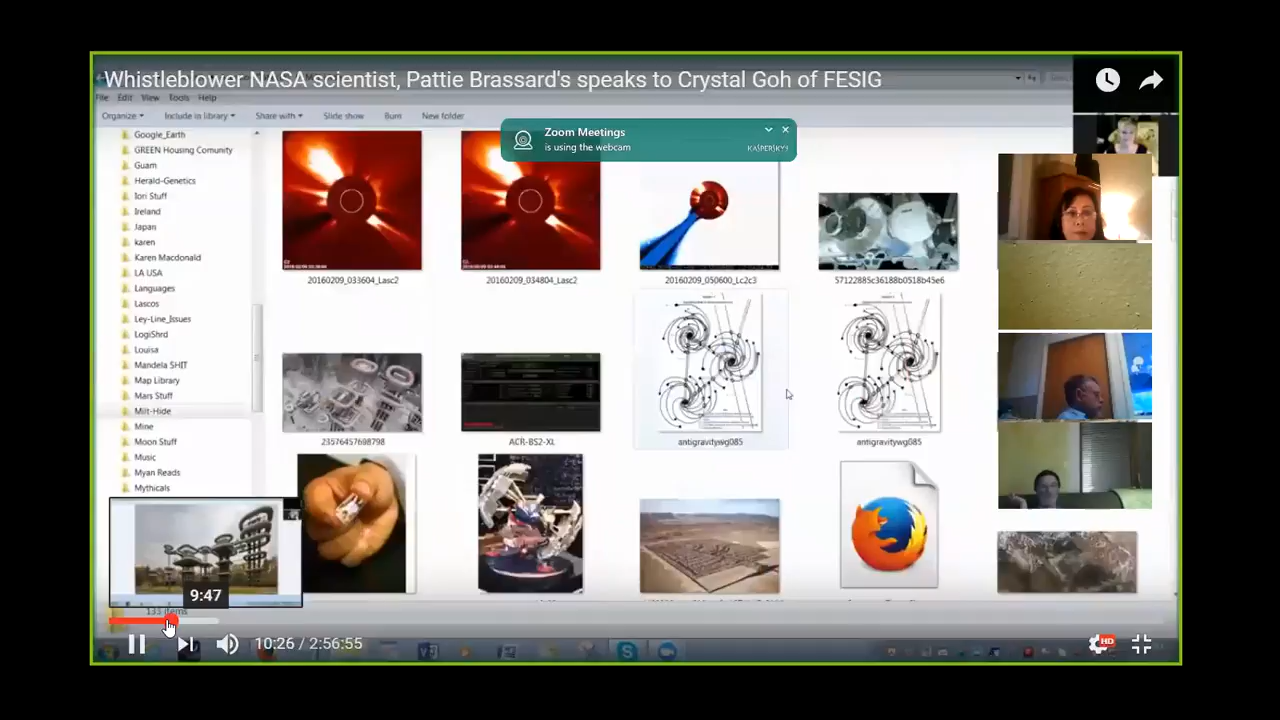 Whistleblower NASA scientist, Pattie Brassard's speaks to Crystal Goh of FESIG
File Edit View Tools Help
Organize Include in library Share with Slide show Burn New folder
Zoom Meetings
is using the webcam
KASPERSKY
Google_Earth
GREEN Housing Comunity
Guam
Herald-Genetics
Iori Stuff
Ireland
Japan
karen
Karen Macdonald
LA USA
Languages
Lascos
Ley-Line_Issues
LogiShrd
Louisa
Mandela SHIT
Map Library
Mars Stuff
Milt-Hide
Mine
Moon Stuff
Music
Myan Reads
Mythicals
20160209_033604_Lasc2
20160209_034804_Lasc2
20160209_050600_Lc2c3
57122885c36188b0518b45e6
23576457698798
ACR-BS2-XL
antigravitywg085
antigravitywg085
9:47
135 items
10:26 / 2:56:55
HD